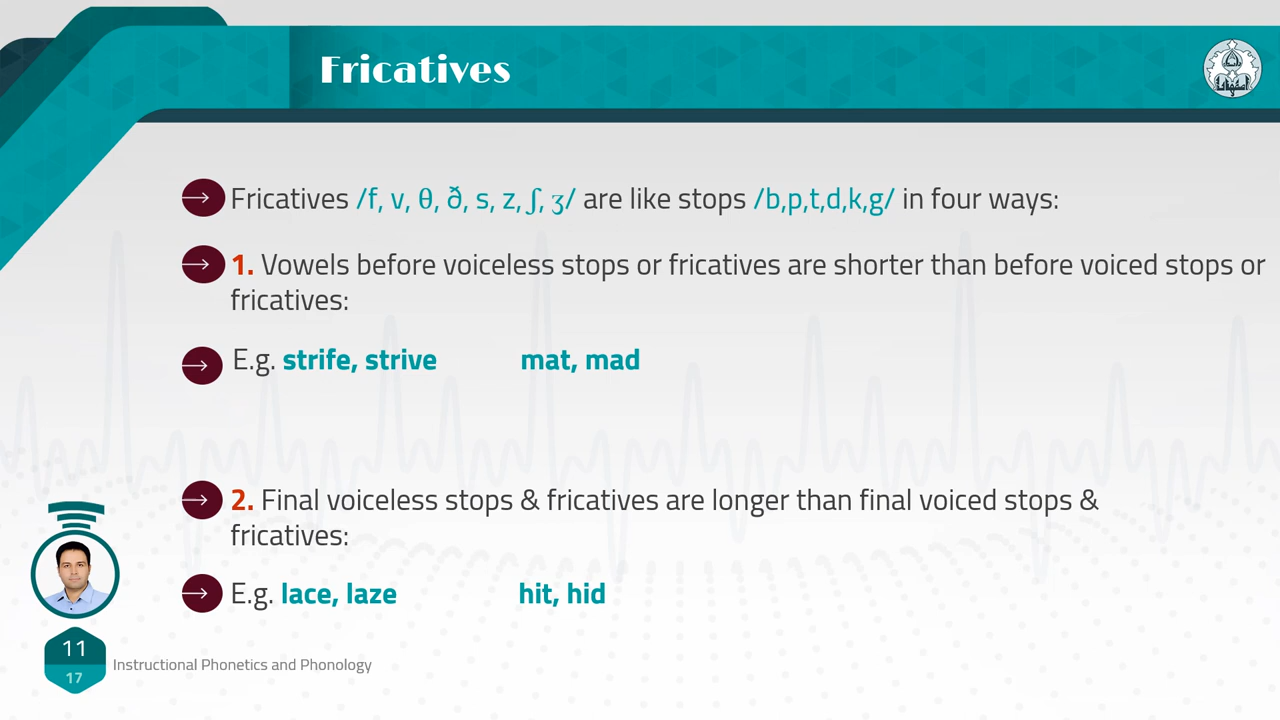 Fricatives
Fricatives /f, v, θ, ð, s, z, ʃ, ʒ/ are like stops /b,p,t,d,k,g/ in four ways:
1. Vowels before voiceless stops or fricatives are shorter than before voiced stops or
fricatives:
E.g. strife, strive mat, mad
2. Final voiceless stops & fricatives are longer than final voiced stops &
fricatives:
E.g. lace, laze hit, hid
11
17
Instructional Phonetics and Phonology